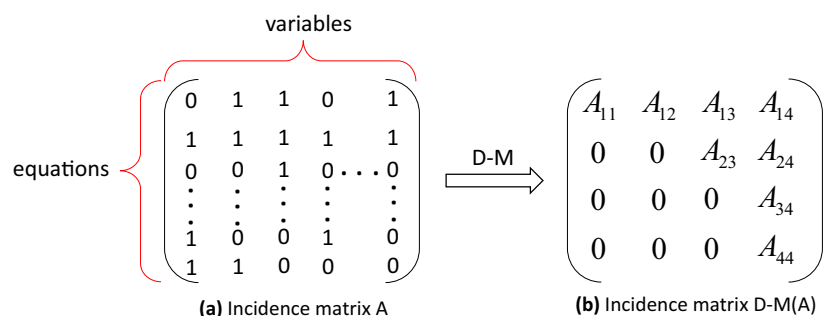 variables
equations
0 1 1 0 1
1 1 1 1 1
0 0 1 0 ... 0
1 0 0 1 0
1 1 0 0 0
D-M
A11 A12 A13 A14
0 0 A23 A24
0 0 0 A34
0 0 0 A44
(a) Incidence matrix A
(b) Incidence matrix D-M(A)